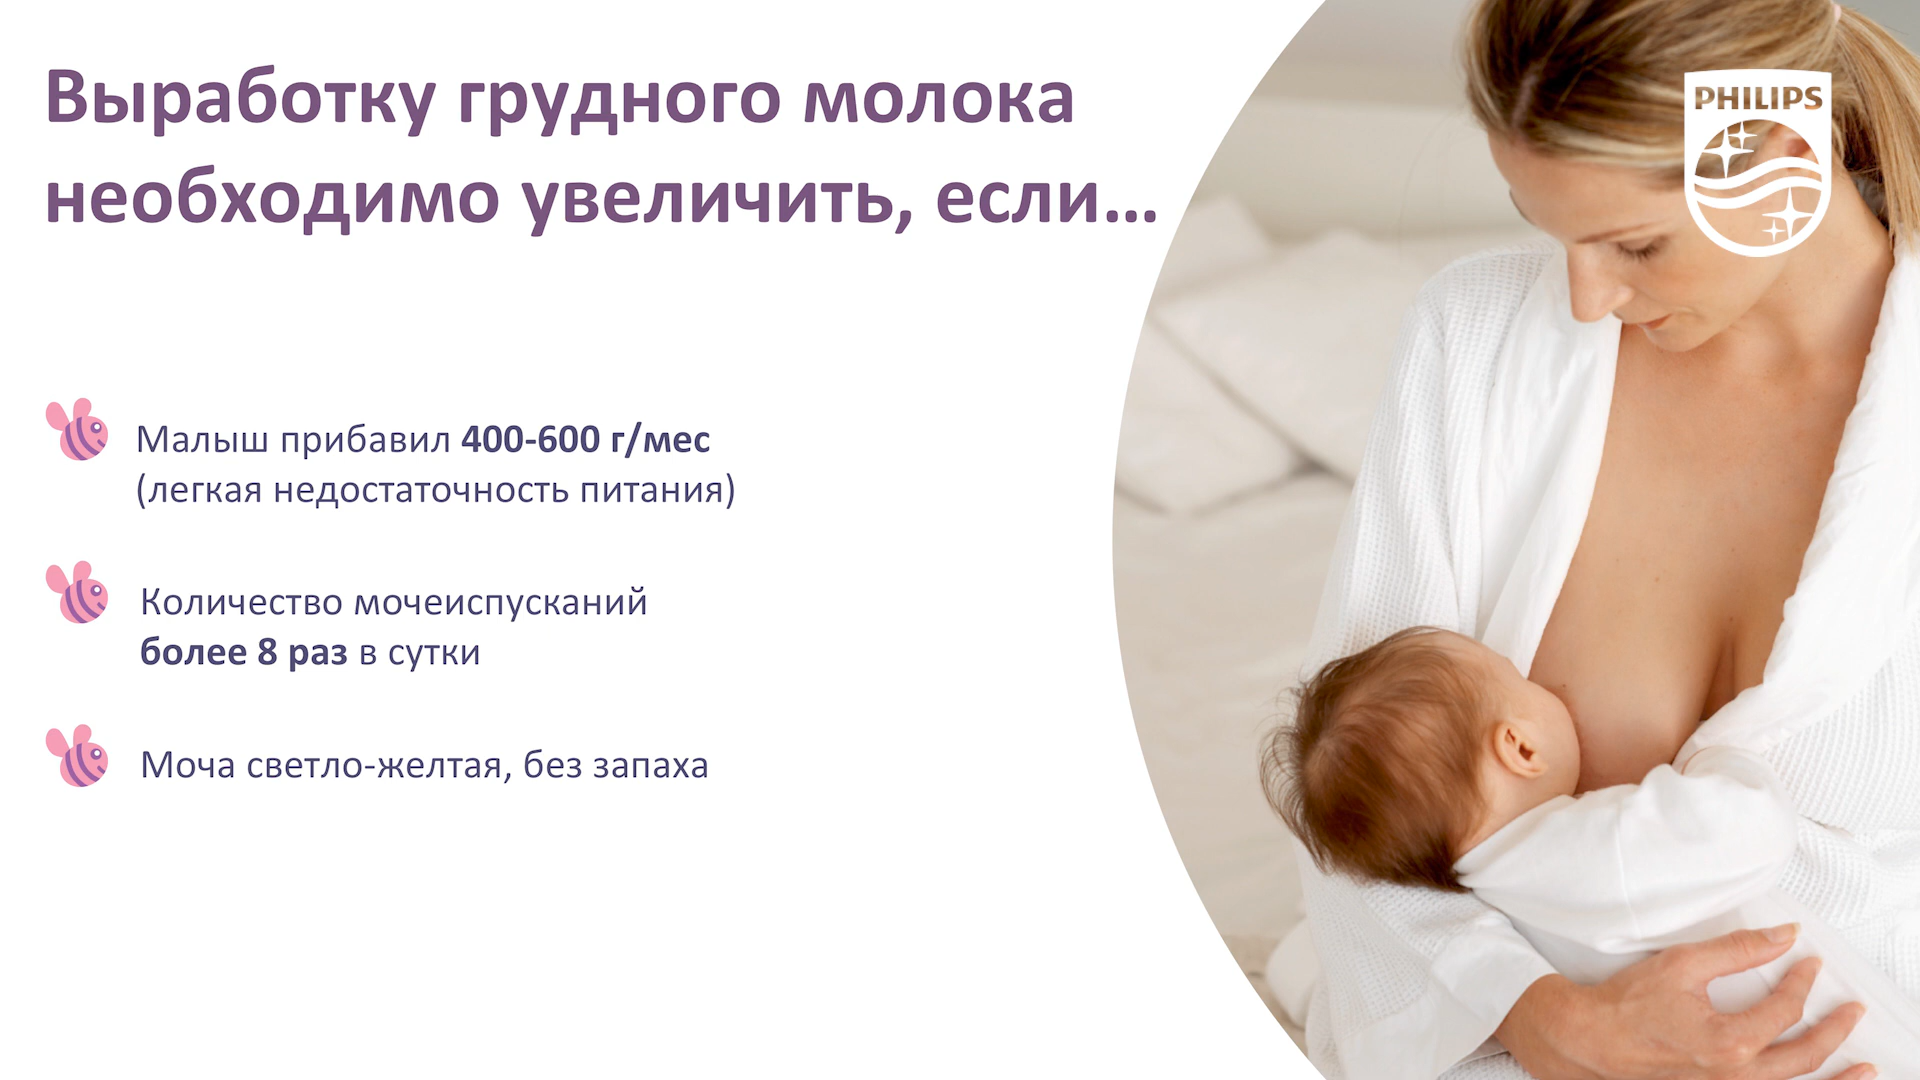 Выработку грудного молока
необходимо увеличить, если...
PHILIPS
Малыш прибавил 400-600 г/мес
(легкая недостаточность питания)
Количество мочеиспусканий
более 8 раз в сутки
Моча светло-желтая, без запаха